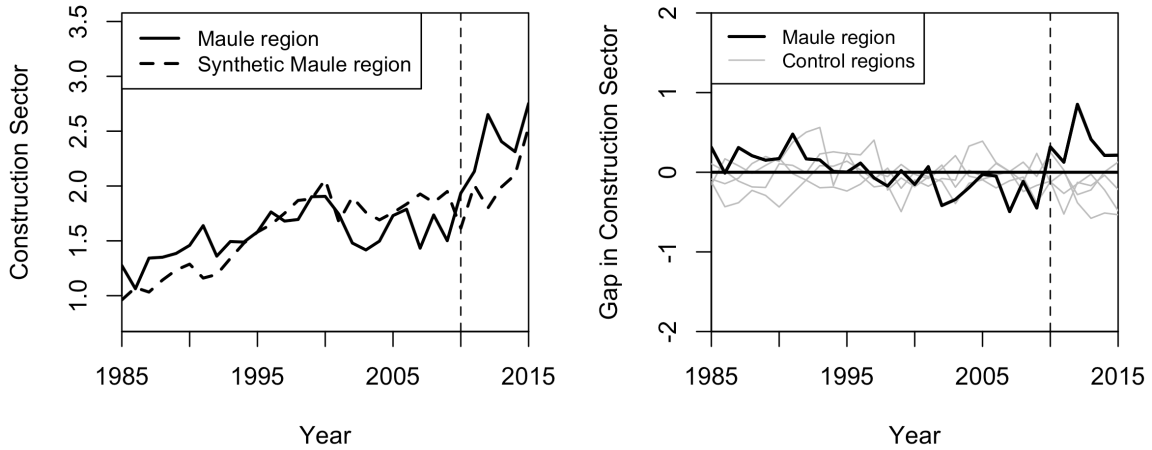 Construction Sector
3.5
3.0
2.5
2.0
1.5
1.0
Maule region
Synthetic Maule region
1985
1995
2005
2015
Year
Gap in Construction Sector
2
1
0
-1
-2
Maule region
Control regions
1985
1995
2005
2015
Year